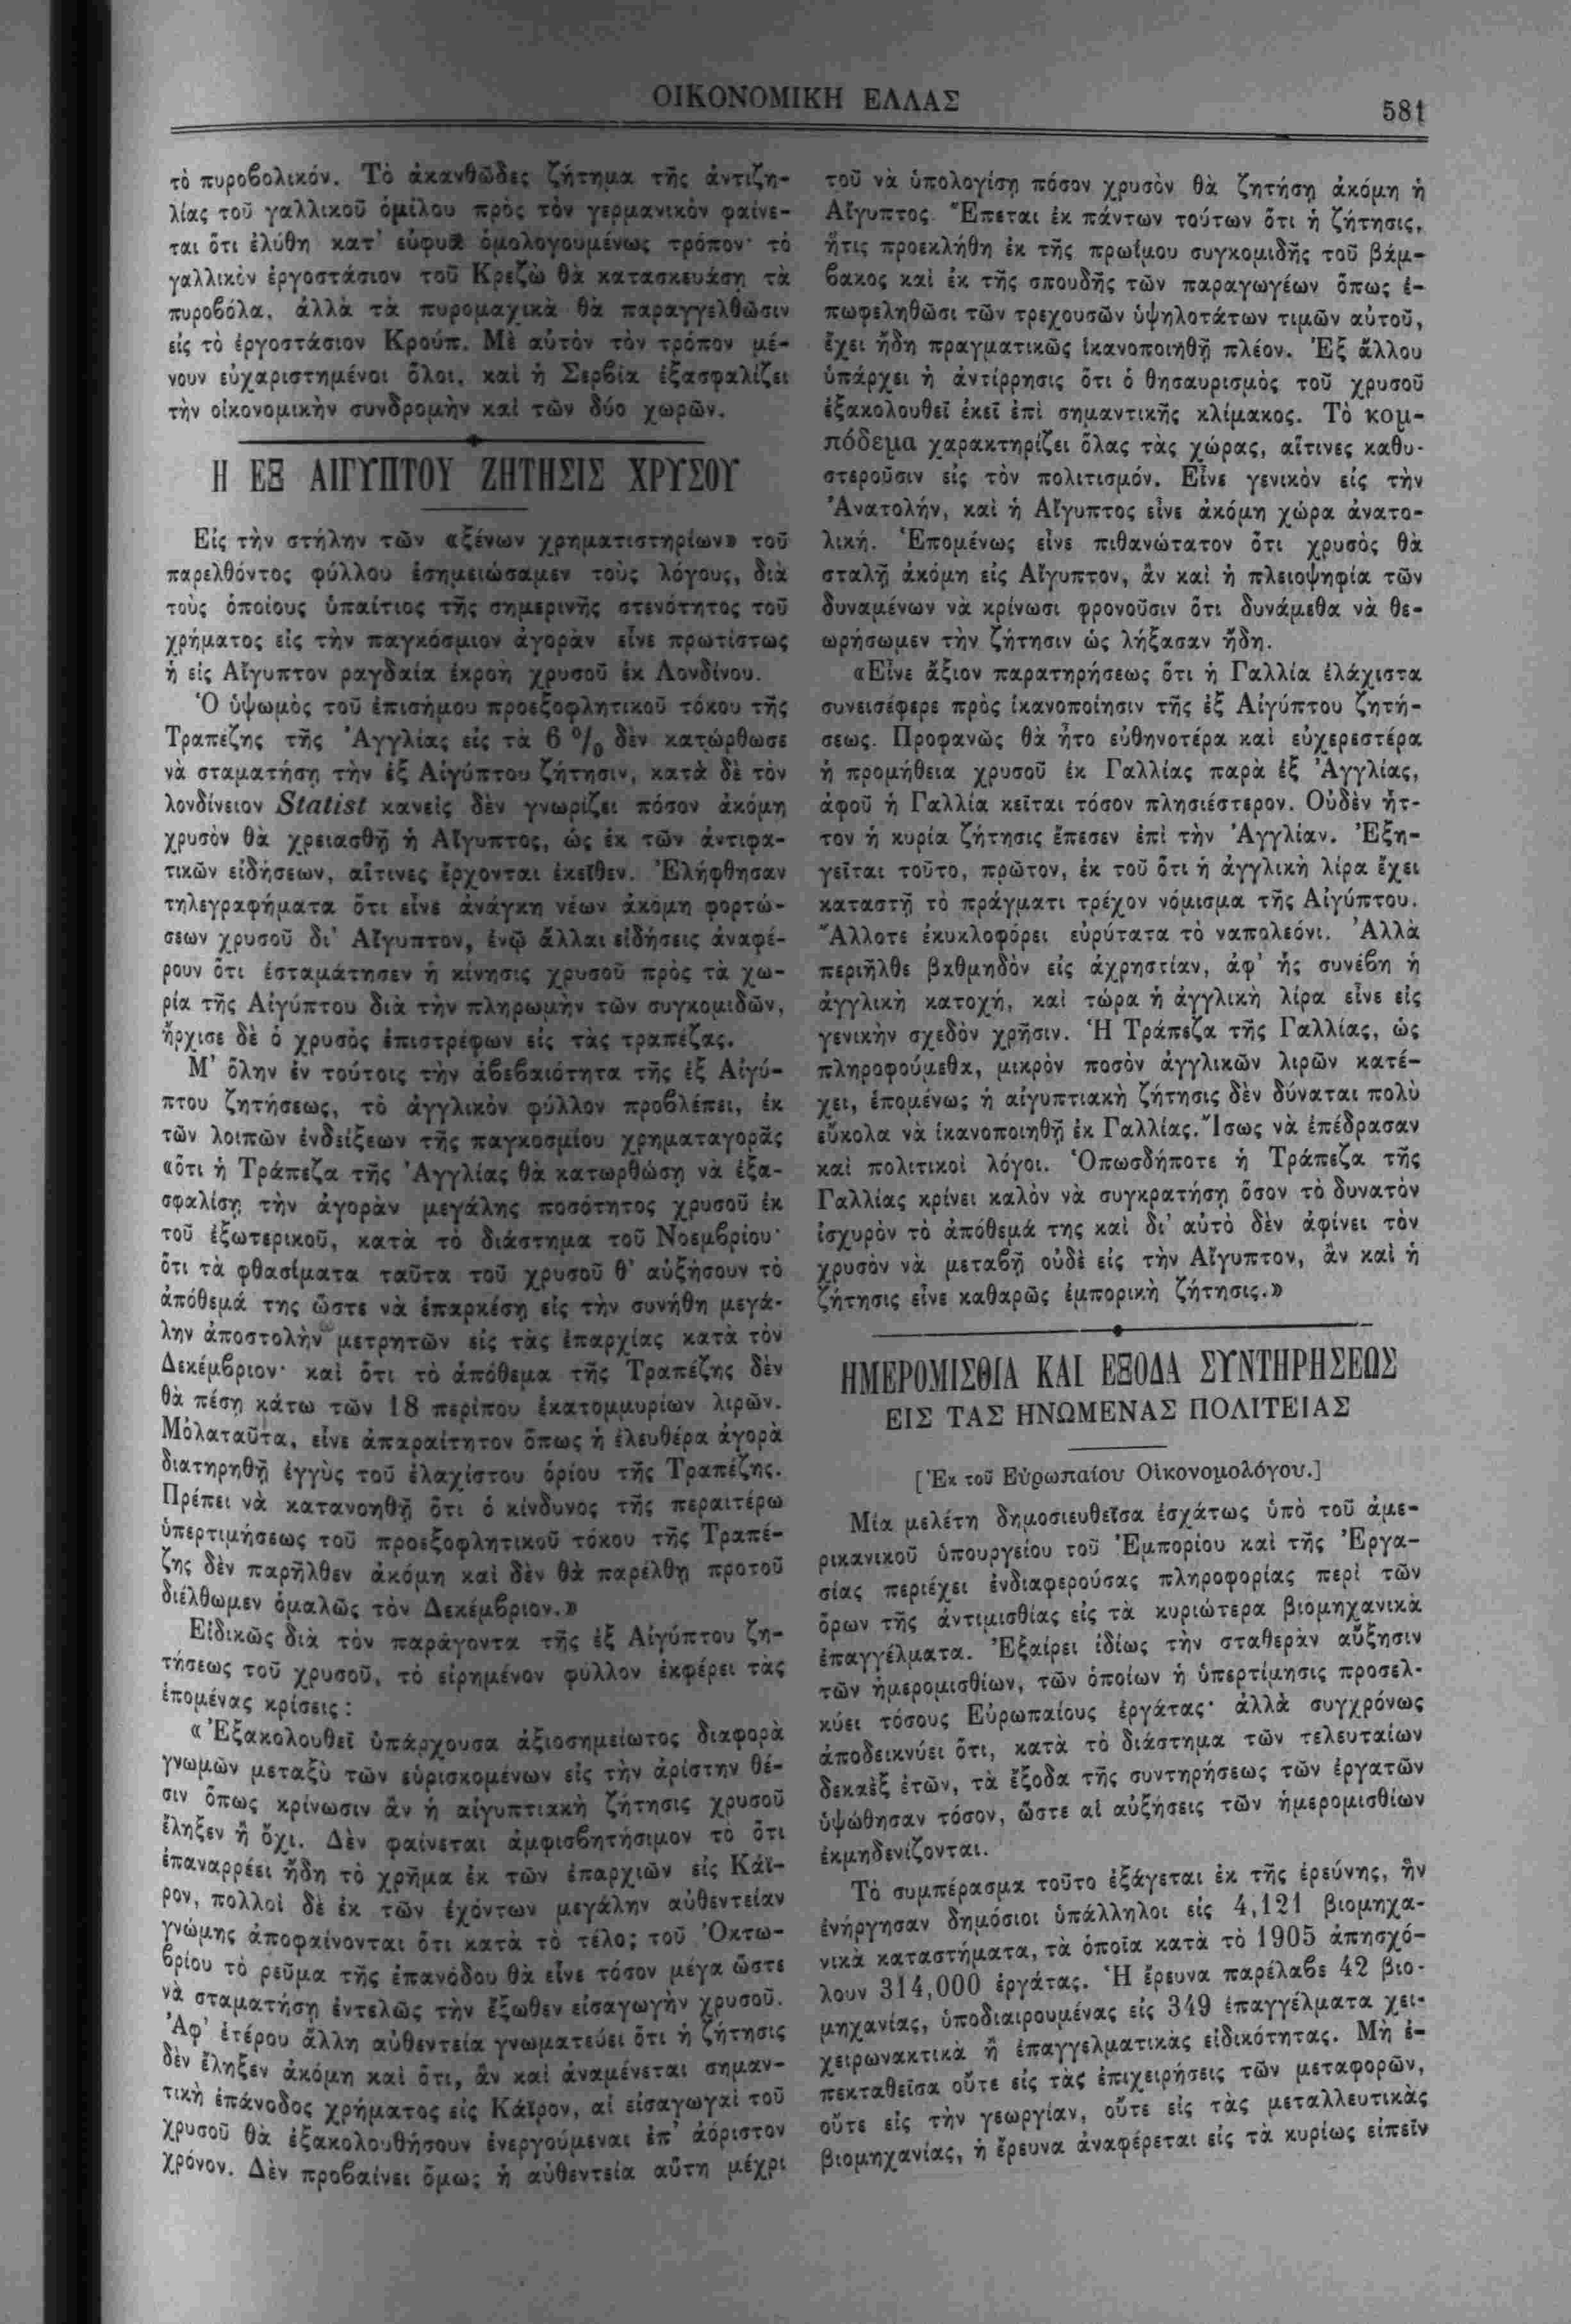 ΟΙΚΟΝΟΜΙΚΗ ΕΛΛΑΣ
581
τὸ πυροβολικόν. Τὸ ἀκανθῶδες ζήτημα τῆς ἀντιζη-
λίας τοῦ γαλλικοῦ ὁμίλου πρὸς τὸν γερμανικὸν φαίνε-
ται ὅτι ἐλύθη κατ' εὐφυᾶ ὁμολογουμένως τρόπον· τὸ
γαλλικὸν ἐργοστάσιον τοῦ Κρεζὼ θὰ κατασκευάσῃ τὰ
πυροβόλα, ἀλλὰ τὰ πυρομαχικὰ θὰ παραγγελθῶσιν
εἰς τὸ ἐργοστάσιον Κρούπ. Μὲ αὐτὸν τὸν τρόπον μέ-
νουν εὐχαριστημένοι ὅλοι, καὶ ἡ Σερβία ἐξασφαλίζει
τὴν οἰκονομικὴν συνδρομὴν καὶ τῶν δύο χωρῶν.
Η ΕΞ ΑΙΓΥΠΤΟΥ ΖΗΤΗΣΙΣ ΧΡΥΣΟΥ
Εἰς τὴν στήλην τῶν «ξένων χρηματιστηρίων» τοῦ
παρελθόντος φύλλου ἐσημειώσαμεν τοὺς λόγους, διὰ
τοὺς ὁποίους ὑπαίτιος τῆς σημερινῆς στενότητος τοῦ
χρήματος εἰς τὴν παγκόσμιον ἀγορὰν εἶνε πρωτίστως
ἡ εἰς Αἴγυπτον ραγδαία ἐκροὴ χρυσοῦ ἐκ Λονδίνου.
Ὁ ὑψωμὸς τοῦ ἐπισήμου προεξοφλητικοῦ τόκου τῆς
Τραπέζης τῆς Ἀγγλίας εἰς τὰ 6 % δὲν κατώρθωσε
νὰ σταματήσῃ τὴν ἐξ Αἰγύπτου ζήτησιν, κατὰ δὲ τὸν
λονδίνειον Statist κανεὶς δὲν γνωρίζει πόσον ἀκόμη
χρυσὸν θὰ χρειασθῇ ἡ Αἴγυπτος, ὡς ἐκ τῶν ἀντιφα-
τικῶν εἰδήσεων, αἵτινες ἔρχονται ἐκεῖθεν. Ἐλήφθησαν
τηλεγραφήματα ὅτι εἶνε ἀνάγκη νέων ἀκόμη φορτώ-
σεων χρυσοῦ δι' Αἴγυπτον, ἐνῷ ἄλλαι εἰδήσεις ἀναφέ-
ρουν ὅτι ἐσταμάτησεν ἡ κίνησις χρυσοῦ πρὸς τὰ χω-
ρία τῆς Αἰγύπτου διὰ τὴν πληρωμὴν τῶν συγκομιδῶν,
ἤρχισε δὲ ὁ χρυσὸς ἐπιστρέφων εἰς τὰς τραπέζας.
Μ' ὅλην ἐν τούτοις τὴν ἀβεβαιότητα τῆς ἐξ Αἰγύ-
πτου ζητήσεως, τὸ ἀγγλικὸν φύλλον προβλέπει, ἐκ
τῶν λοιπῶν ἐνδείξεων τῆς παγκοσμίου χρηματαγορᾶς
«ὅτι ἡ Τράπεζα τῆς Ἀγγλίας θὰ κατωρθώσῃ νὰ ἐξα-
σφαλίσῃ τὴν ἀγορὰν μεγάλης ποσότητος χρυσοῦ ἐκ
τοῦ ἐξωτερικοῦ, κατὰ τὸ διάστημα τοῦ Νοεμβρίου·
ὅτι τὰ φθασίματα ταῦτα τοῦ χρυσοῦ θ' αὐξήσουν τὸ
ἀπόθεμά της ὥστε νὰ ἐπαρκέσῃ εἰς τὴν συνήθη μεγά-
λην ἀποστολὴν μετρητῶν εἰς τὰς ἐπαρχίας κατὰ τὸν
Δεκέμβριον· καὶ ὅτι τὸ ἀπόθεμα τῆς Τραπέζης δὲν
θὰ πέσῃ κάτω τῶν 18 περίπου ἑκατομμυρίων λιρῶν.
Μόλαταῦτα, εἶνε ἀπαραίτητον ὅπως ἡ ἐλευθέρα ἀγορὰ
διατηρηθῇ ἐγγὺς τοῦ ἐλαχίστου ὁρίου τῆς Τραπέζης.
Πρέπει νὰ κατανοηθῇ ὅτι ὁ κίνδυνος τῆς περαιτέρω
ὑπερτιμήσεως τοῦ προεξοφλητικοῦ τόκου τῆς Τραπέ-
ζης δὲν παρῆλθεν ἀκόμη καὶ δὲν θὰ παρέλθῃ προτοῦ
διέλθωμεν ὁμαλῶς τὸν Δεκέμβριον.»
Εἰδικῶς διὰ τὸν παράγοντα τῆς ἐξ Αἰγύπτου ζη-
τήσεως τοῦ χρυσοῦ, τὸ εἰρημένον φύλλον ἐκφέρει τὰς
ἑπομένας κρίσεις:
«Ἐξακολουθεῖ ὑπάρχουσα ἀξιοσημείωτος διαφορὰ
γνωμῶν μεταξὺ τῶν εὑρισκομένων εἰς τὴν ἀρίστην θέ-
σιν ὅπως κρίνωσιν ἂν ἡ αἰγυπτιακὴ ζήτησις χρυσοῦ
ἔληξεν ἢ ὄχι. Δὲν φαίνεται ἀμφισβητήσιμον τὸ ὅτι
ἐπαναρρέει ἤδη τὸ χρῆμα ἐκ τῶν ἐπαρχιῶν εἰς Κάϊ-
ρον, πολλοὶ δὲ ἐκ τῶν ἐχόντων μεγάλην αὐθεντείαν
γνώμης ἀποφαίνονται ὅτι κατὰ τὸ τέλος τοῦ Ὀκτω-
βρίου τὸ ρεῦμα τῆς ἐπανόδου θὰ εἶνε τόσον μέγα ὥστε
νὰ σταματήσῃ ἐντελῶς τὴν ἔξωθεν εἰσαγωγὴν χρυσοῦ.
Ἀφ' ἑτέρου ἄλλη αὐθεντεία γνωματεύει ὅτι ἡ ζήτησις
δὲν ἔληξεν ἀκόμη καὶ ὅτι, ἂν καὶ ἀναμένεται σημαν-
τικὴ ἐπάνοδος χρήματος εἰς Κάϊρον, αἱ εἰσαγωγαὶ τοῦ
χρυσοῦ θὰ ἐξακολουθήσουν ἐνεργούμεναι ἐπ' ἀόριστον
χρόνον. Δὲν προβαίνει ὅμως ἡ αὐθεντεία αὕτη μέχρι
τοῦ νὰ ὑπολογίσῃ πόσον χρυσὸν θὰ ζητήσῃ ἀκόμη ἡ
Αἴγυπτος. Ἔπεται ἐκ πάντων τούτων ὅτι ἡ ζήτησις,
ἥτις προεκλήθη ἐκ τῆς πρωΐμου συγκομιδῆς τοῦ βάμ-
βακος καὶ ἐκ τῆς σπουδῆς τῶν παραγωγέων ὅπως ἐ-
πωφεληθῶσι τῶν τρεχουσῶν ὑψηλοτάτων τιμῶν αὐτοῦ,
ἔχει ἤδη πραγματικῶς ἱκανοποιηθῇ πλέον. Ἐξ ἄλλου
ὑπάρχει ἡ ἀντίρρησις ὅτι ὁ θησαυρισμὸς τοῦ χρυσοῦ
ἐξακολουθεῖ ἐκεῖ ἐπὶ σημαντικῆς κλίμακος. Τὸ κομ-
πόδεμα χαρακτηρίζει ὅλας τὰς χώρας, αἵτινες καθυ-
στεροῦσιν εἰς τὸν πολιτισμόν. Εἶνε γενικὸν εἰς τὴν
Ἀνατολήν, καὶ ἡ Αἴγυπτος εἶνε ἀκόμη χώρα ἀνατο-
λική. Ἑπομένως εἶνε πιθανώτατον ὅτι χρυσὸς θὰ
σταλῇ ἀκόμη εἰς Αἴγυπτον, ἂν καὶ ἡ πλειοψηφία τῶν
δυναμένων νὰ κρίνωσι φρονοῦσιν ὅτι δυνάμεθα νὰ θε-
ωρήσωμεν τὴν ζήτησιν ὡς λήξασαν ἤδη.
«Εἶνε ἄξιον παρατηρήσεως ὅτι ἡ Γαλλία ἐλάχιστα
συνεισέφερε πρὸς ἱκανοποίησιν τῆς ἐξ Αἰγύπτου ζητή-
σεως. Προφανῶς θὰ ἦτο εὐθηνοτέρα καὶ εὐχερεστέρα
ἡ προμήθεια χρυσοῦ ἐκ Γαλλίας παρὰ ἐξ Ἀγγλίας,
ἀφοῦ ἡ Γαλλία κεῖται τόσον πλησιέστερον. Οὐδὲν ἧτ-
τον ἡ κυρία ζήτησις ἔπεσεν ἐπὶ τὴν Ἀγγλίαν. Ἐξη-
γεῖται τοῦτο, πρῶτον, ἐκ τοῦ ὅτι ἡ ἀγγλικὴ λίρα ἔχει
καταστῇ τὸ πράγματι τρέχον νόμισμα τῆς Αἰγύπτου.
Ἄλλοτε ἐκυκλοφόρει εὐρύτατα τὸ ναπολεόνι. Ἀλλὰ
περιῆλθε βαθμηδὸν εἰς ἀχρηστίαν, ἀφ' ἧς συνέβη ἡ
ἀγγλικὴ κατοχή, καὶ τώρα ἡ ἀγγλικὴ λίρα εἶνε εἰς
γενικὴν σχεδὸν χρῆσιν. Ἡ Τράπεζα τῆς Γαλλίας, ὡς
πληροφορούμεθα, μικρὸν ποσὸν ἀγγλικῶν λιρῶν κατέ-
χει, ἑπομένως ἡ αἰγυπτιακὴ ζήτησις δὲν δύναται πολὺ
εὔκολα νὰ ἱκανοποιηθῇ ἐκ Γαλλίας. Ἴσως νὰ ἐπέδρασαν
καὶ πολιτικοὶ λόγοι. Ὁπωσδήποτε ἡ Τράπεζα τῆς
Γαλλίας κρίνει καλὸν νὰ συγκρατήσῃ ὅσον τὸ δυνατὸν
ἰσχυρὸν τὸ ἀπόθεμά της καὶ δι' αὐτὸ δὲν ἀφίνει τὸν
χρυσὸν νὰ μεταβῇ οὐδὲ εἰς τὴν Αἴγυπτον, ἂν καὶ ἡ
ζήτησις εἶνε καθαρῶς ἐμπορικὴ ζήτησις.»
ΗΜΕΡΟΜΙΣΘΙΑ ΚΑΙ ΕΞΟΔΑ ΣΥΝΤΗΡΗΣΕΩΣ
ΕΙΣ ΤΑΣ ΗΝΩΜΕΝΑΣ ΠΟΛΙΤΕΙΑΣ
[Ἐκ τοῦ Εὐρωπαίου Οἰκονομολόγου.]
Μία μελέτη δημοσιευθεῖσα ἐσχάτως ὑπὸ τοῦ ἀμε-
ρικανικοῦ ὑπουργείου τοῦ Ἐμπορίου καὶ τῆς Ἐργα-
σίας περιέχει ἐνδιαφερούσας πληροφορίας περὶ τῶν
ὅρων τῆς ἀντιμισθίας εἰς τὰ κυριώτερα βιομηχανικὰ
ἐπαγγέλματα. Ἐξαίρει ἰδίως τὴν σταθερὰν αὔξησιν
τῶν ἡμερομισθίων, τῶν ὁποίων ἡ ὑπερτίμησις προσελ-
κύει τόσους Εὐρωπαίους ἐργάτας· ἀλλὰ συγχρόνως
ἀποδεικνύει ὅτι, κατὰ τὸ διάστημα τῶν τελευταίων
δεκαὲξ ἐτῶν, τὰ ἔξοδα τῆς συντηρήσεως τῶν ἐργατῶν
ὑψώθησαν τόσον, ὥστε αἱ αὐξήσεις τῶν ἡμερομισθίων
ἐκμηδενίζονται.
Τὸ συμπέρασμα τοῦτο ἐξάγεται ἐκ τῆς ἐρεύνης, ἣν
ἐνήργησαν δημόσιοι ὑπάλληλοι εἰς 4,121 βιομηχα-
νικὰ καταστήματα, τὰ ὁποῖα κατὰ τὸ 1905 ἀπησχό-
λουν 314,000 ἐργάτας. Ἡ ἔρευνα παρέλαβε 42 βιο-
μηχανίας, ὑποδιαιρουμένας εἰς 349 ἐπαγγέλματα χει-
χειρωνακτικὰ ἢ ἐπαγγελματικὰς εἰδικότητας. Μὴ ἐ-
πεκταθεῖσα οὔτε εἰς τὰς ἐπιχειρήσεις τῶν μεταφορῶν,
οὔτε εἰς τὴν γεωργίαν, οὔτε εἰς τὰς μεταλλευτικὰς
βιομηχανίας, ἡ ἔρευνα ἀναφέρεται εἰς τὰ κυρίως εἰπεῖν